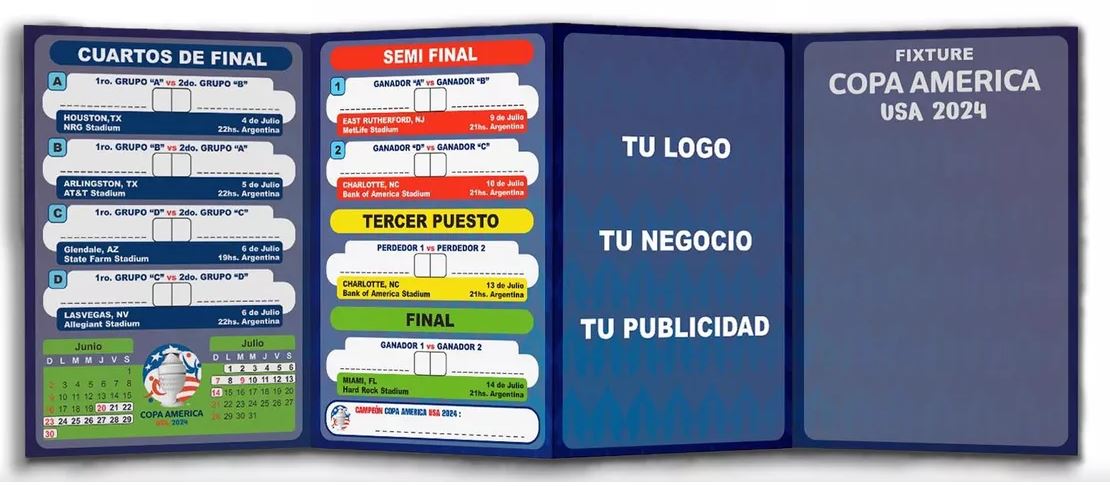 CUARTOS DE FINAL
A
1ro. GRUPO "A" vs 2do. GRUPO "B"
HOUSTON,TX
4 de Julio
NRG Stadium
22hs. Argentina
B
1ro. GRUPO "B" vs 2do. GRUPO "A"
ARLINGTON, TX
5 de Julio
AT&T Stadium
22hs. Argentina
C
1ro. GRUPO "D" vs 2do. GRUPO "C"
Glendale, AZ
6 de Julio
State Farm Stadium
19hs. Argentina
D
1ro. GRUPO "C" vs 2do. GRUPO "D"
LASVEGAS, NV
6 de Julio
Allegiant Stadium
22hs. Argentina
Junio
D L M M J V S
1
2 3 4 5 6 7 8
9 10 11 12 13 14 15
16 17 18 19 20 21 22
23 24 25 26 27 28 29
30
COPA AMERICA
USA 2024
Julio
D L M M J V S
1 2 3 4 5 6
7 8 9 10 11 12 13
14 15 16 17 18 19 20
21 22 23 24 25 26 27
28 29 30 31
SEMI FINAL
1
GANADOR "A" vs GANADOR "B"
EAST RUTHERFORD, NJ
9 de Julio
MetLife Stadium
21hs. Argentina
2
GANADOR "D" vs GANADOR "C"
CHARLOTTE, NC
10 de Julio
Bank of America Stadium
21hs. Argentina
TERCER PUESTO
PERDEDOR 1 vs PERDEDOR 2
CHARLOTTE, NC
13 de Julio
Bank of America Stadium
21hs. Argentina
FINAL
GANADOR 1 vs GANADOR 2
MIAMI, FL
14 de Julio
Hard Rock Stadium
21hs. Argentina
CAMPEÓN COPA AMERICA USA 2024 :
TU LOGO
TU NEGOCIO
TU PUBLICIDAD
FIXTURE
COPA AMERICA
USA 2024